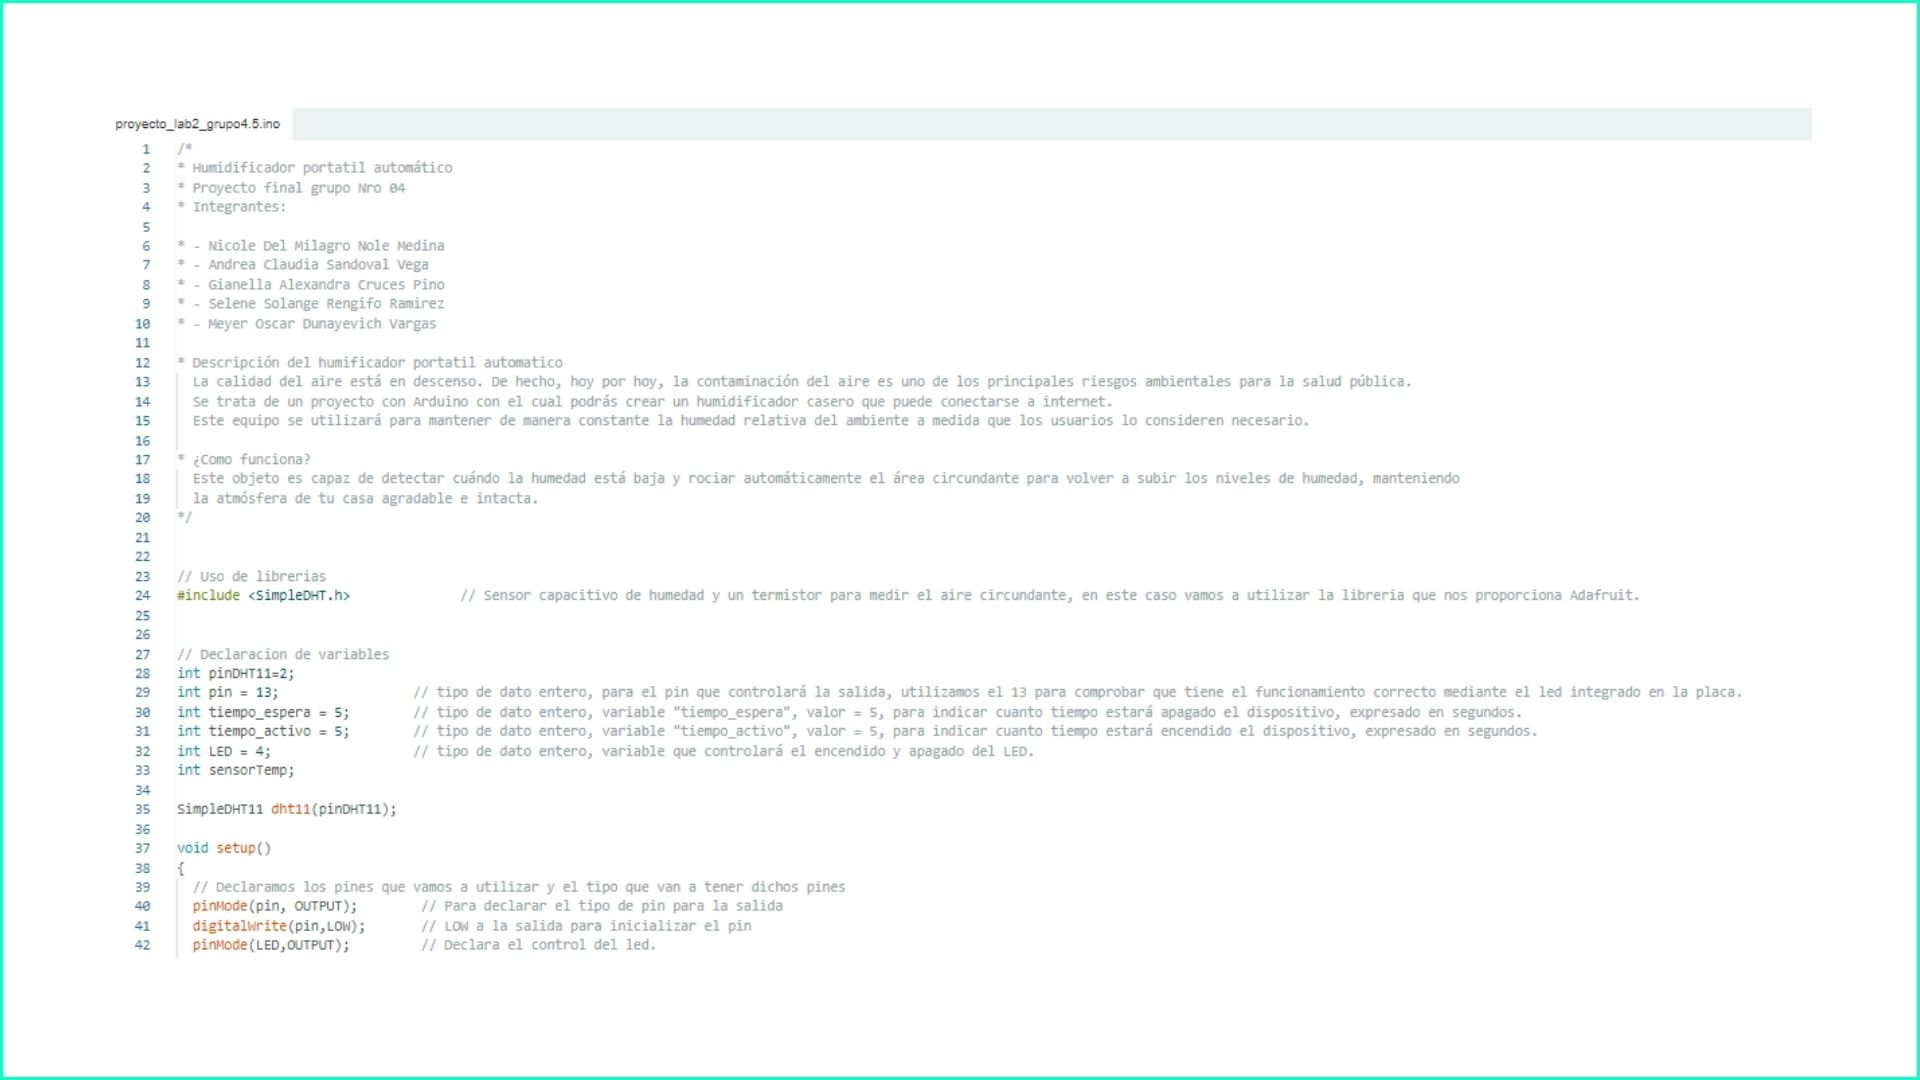 proyecto_lab2_grupo4.5.ino
1 /*
2 * Humidificador portatil automático
3 * Proyecto final grupo Nro 04
4 * Integrantes:
5
6 * - Nicole Del Milagro Nole Medina
7 * - Andrea Claudia Sandoval Vega
8 * - Gianella Alexandra Cruces Pino
9 * - Selene Solange Rengifo Ramirez
10 * - Meyer Oscar Dunayevich Vargas
11
12 * Descripción del humificador portatil automatico
13 La calidad del aire está en descenso. De hecho, hoy por hoy, la contaminación del aire es uno de los principales riesgos ambientales para la salud pública.
14 Se trata de un proyecto con Arduino con el cual podrás crear un humidificador casero que puede conectarse a internet.
15 Este equipo se utilizará para mantener de manera constante la humedad relativa del ambiente a medida que los usuarios lo consideren necesario.
16
17 * ¿Como funciona?
18 Este objeto es capaz de detectar cuándo la humedad está baja y rociar automáticamente el área circundante para volver a subir los niveles de humedad, manteniendo
19 la atmósfera de tu casa agradable e intacta.
20 */
21
22
23 // Uso de librerias
24 #include <SimpleDHT.h> // Sensor capacitivo de humedad y un termistor para medir el aire circundante, en este caso vamos a utilizar la libreria que nos proporciona Adafruit.
25
26
27 // Declaracion de variables
28 int pinDHT11=2;
29 int pin = 13; // tipo de dato entero, para el pin que controlará la salida, utilizamos el 13 para comprobar que tiene el funcionamiento correcto mediante el led integrado en la placa.
30 int tiempo_espera = 5; // tipo de dato entero, variable "tiempo_espera", valor = 5, para indicar cuanto tiempo estará apagado el dispositivo, expresado en segundos.
31 int tiempo_activo = 5; // tipo de dato entero, variable "tiempo_activo", valor = 5, para indicar cuanto tiempo estará encendido el dispositivo, expresado en segundos.
32 int LED = 4; // tipo de dato entero, variable que controlará el encendido y apagado del LED.
33 int sensorTemp;
34
35 SimpleDHT11 dht11(pinDHT11);
36
37 void setup()
38 {
39 // Declaramos los pines que vamos a utilizar y el tipo que van a tener dichos pines
40 pinMode(pin, OUTPUT); // Para declarar el tipo de pin para la salida
41 digitalWrite(pin,LOW); // LOW a la salida para inicializar el pin
42 pinMode(LED,OUTPUT); // Declara el control del led.